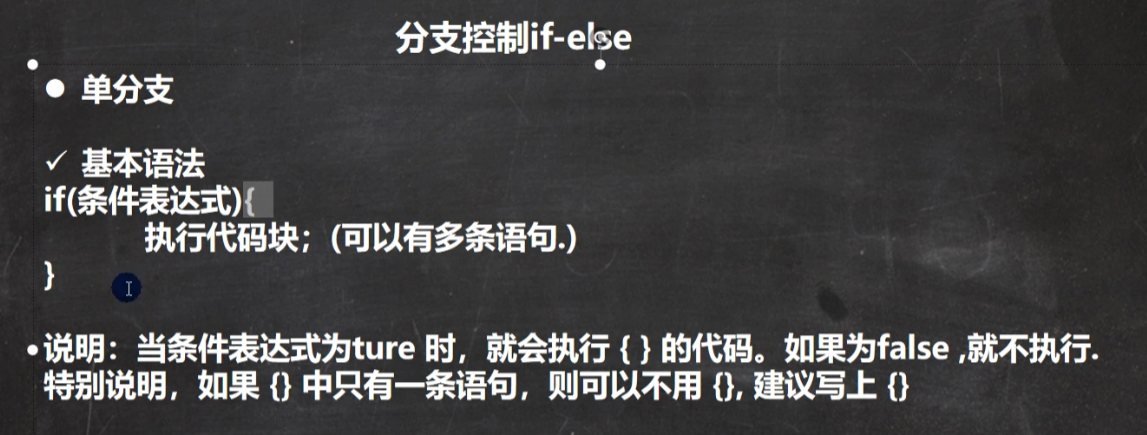 分支控制if-else
● 单分支
✓ 基本语法
if(条件表达式){
执行代码块；(可以有多条语句.)
}
•说明：当条件表达式为ture 时，就会执行 { } 的代码。如果为false ,就不执行.
特别说明，如果 {} 中只有一条语句，则可以不用 {}, 建议写上 {}